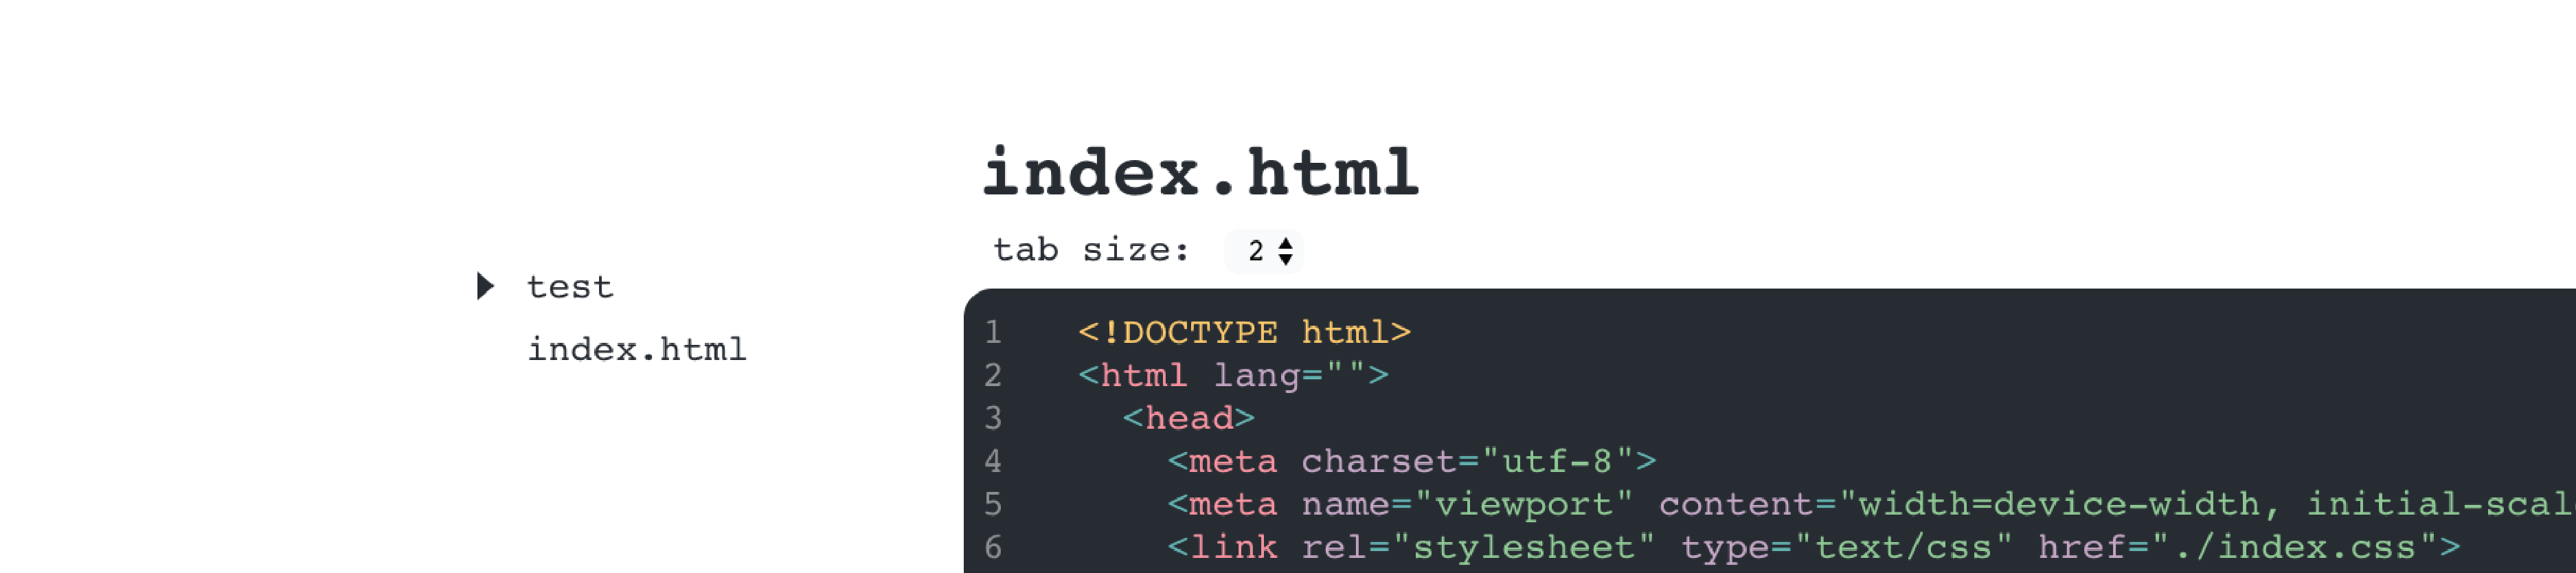 index.html
tab size: 2
test
index.html
1 <!DOCTYPE html>
2 <html lang="">
3 <head>
4 <meta charset="utf-8">
5 <meta name="viewport" content="width=device-width, initial-scal
6 <link rel="stylesheet" type="text/css" href="./index.css">